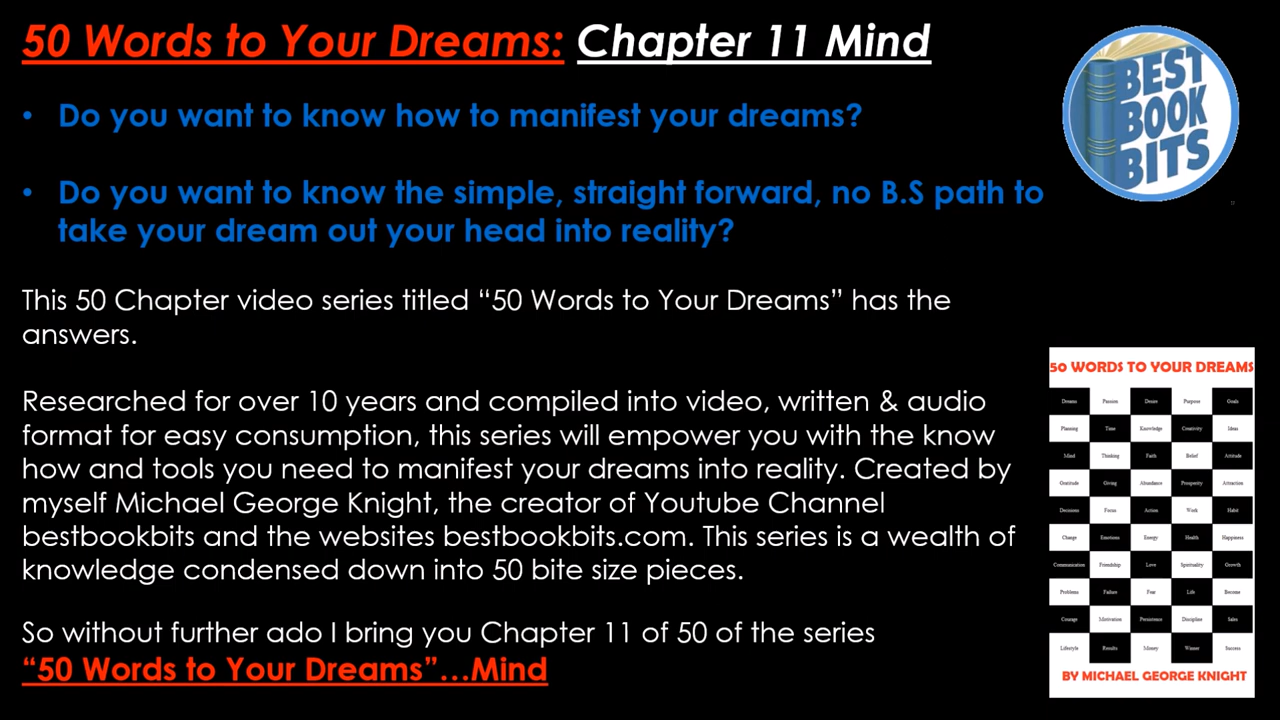 50 Words to Your Dreams: Chapter 11 Mind
• Do you want to know how to manifest your dreams?
• Do you want to know the simple, straight forward, no B.S path to
take your dream out your head into reality?
This 50 Chapter video series titled “50 Words to Your Dreams” has the
answers.
Researched for over 10 years and compiled into video, written & audio
format for easy consumption, this series will empower you with the know
how and tools you need to manifest your dreams into reality. Created by
myself Michael George Knight, the creator of Youtube Channel
bestbookbits and the websites bestbookbits.com. This series is a wealth of
knowledge condensed down into 50 bite size pieces.
So without further ado I bring you Chapter 11 of 50 of the series
“50 Words to Your Dreams”...Mind
BEST
BOOK
BITS
50 WORDS TO YOUR DREAMS
Dreams Passion Desire Purpose Goals
Planning Time Knowledge Creativity Ideas
Mind Thinking Faith Belief Attitude
Gratitude Giving Abundance Prosperity Attraction
Decisions Focus Action Work Habit
Change Emotions Energy Health Happiness
Communication Friendship Love Spirituality Growth
Problems Failure Fear Life Become
Courage Motivation Persistence Discipline Sales
Lifestyle Results Money Winner Success
BY MICHAEL GEORGE KNIGHT